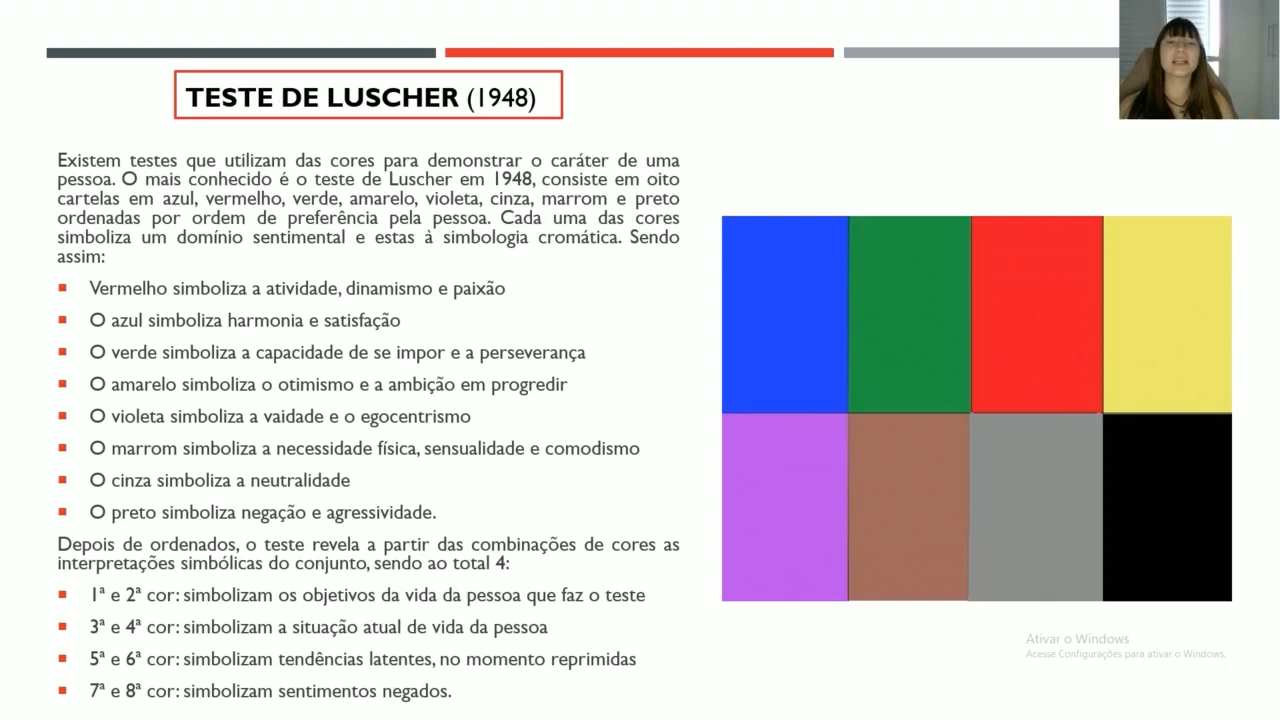 TESTE DE LUSCHER (1948)
Existem testes que utilizam das cores para demonstrar o caráter de uma
pessoa. O mais conhecido é o teste de Luscher em 1948, consiste em oito
cartelas em azul, vermelho, verde, amarelo, violeta, cinza, marrom e preto
ordenadas por ordem de preferência pela pessoa. Cada uma das cores
simboliza um domínio sentimental e estas à simbologia cromática. Sendo
assim:
Vermelho simboliza a atividade, dinamismo e paixão
O azul simboliza harmonia e satisfação
O verde simboliza a capacidade de se impor e a perseverança
O amarelo simboliza o otimismo e a ambição em progredir
O violeta simboliza a vaidade e o egocentrismo
O marrom simboliza a necessidade física, sensualidade e comodismo
O cinza simboliza a neutralidade
O preto simboliza negação e agressividade.
Depois de ordenados, o teste revela a partir das combinações de cores as
interpretações simbólicas do conjunto, sendo ao total 4:
1ª e 2ª cor: simbolizam os objetivos da vida da pessoa que faz o teste
3ª e 4ª cor: simbolizam a situação atual de vida da pessoa
5ª e 6ª cor: simbolizam tendências latentes, no momento reprimidas
7ª e 8ª cor: simbolizam sentimentos negados.
Ativar o Windows
Acesse Configurações para ativar o Windows.